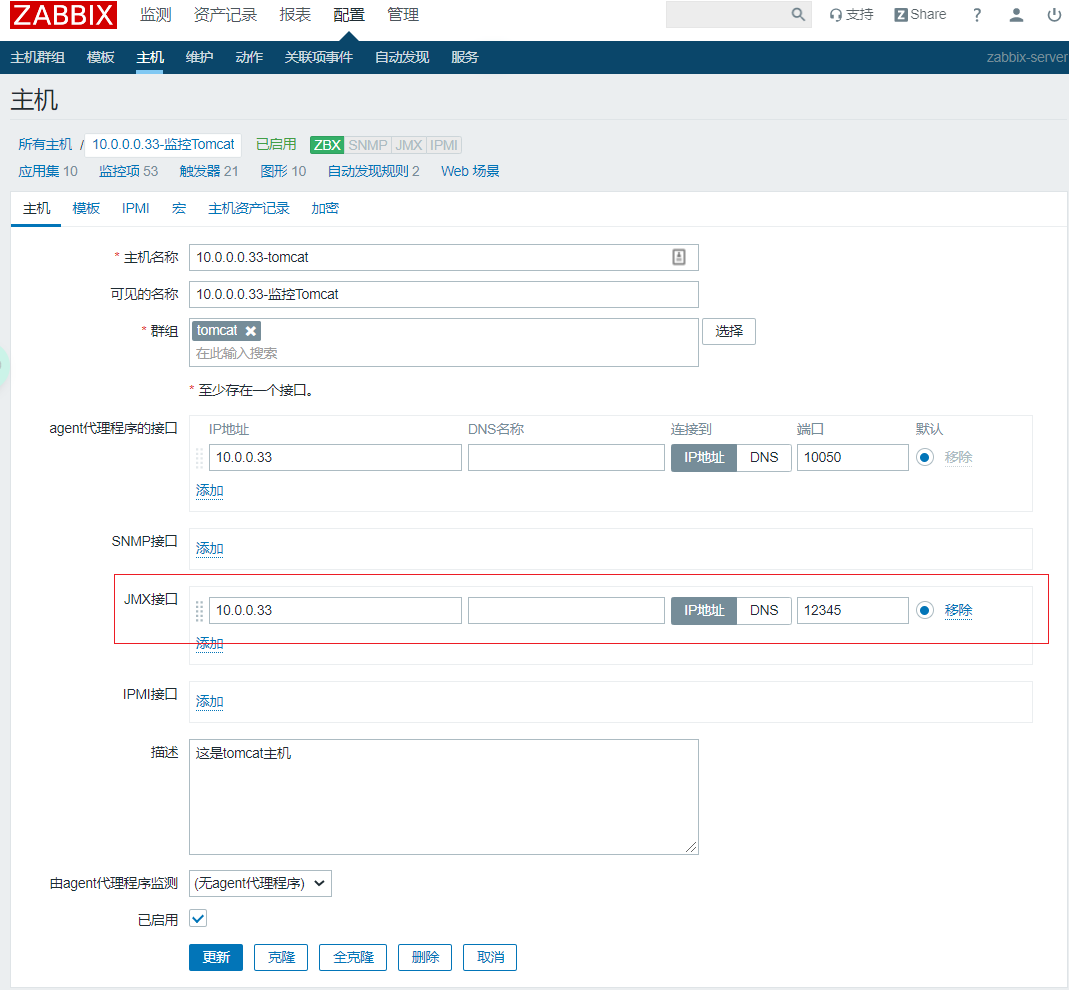 ZABBIX 监测 资产记录 报表 配置 管理 支持 Z Share ?
主机群组 模板 主机 维护 动作 关联项事件 自动发现 服务 zabbix-server
主机
所有主机 / 10.0.0.0.33-监控Tomcat 已启用 ZBX SNMP JMX IPMI
应用集 10 监控项 53 触发器 21 图形 10 自动发现规则 2 Web 场景
主机 模板 IPMI 宏 主机资产记录 加密
* 主机名称 10.0.0.0.33-tomcat
可见的名称 10.0.0.0.33-监控Tomcat
* 群组 tomcat 选择
在此输入搜索
* 至少存在一个接口。
agent代理程序的接口 IP地址 DNS名称 连接到 端口 默认
10.0.0.33 IP地址 DNS 10050 移除
添加
SNMP接口 添加
JMX接口 10.0.0.33 IP地址 DNS 12345 移除
添加
IPMI接口 添加
描述 这是tomcat主机
由agent代理程序监测 (无agent代理程序)
已启用
更新 克隆 全克隆 删除 取消